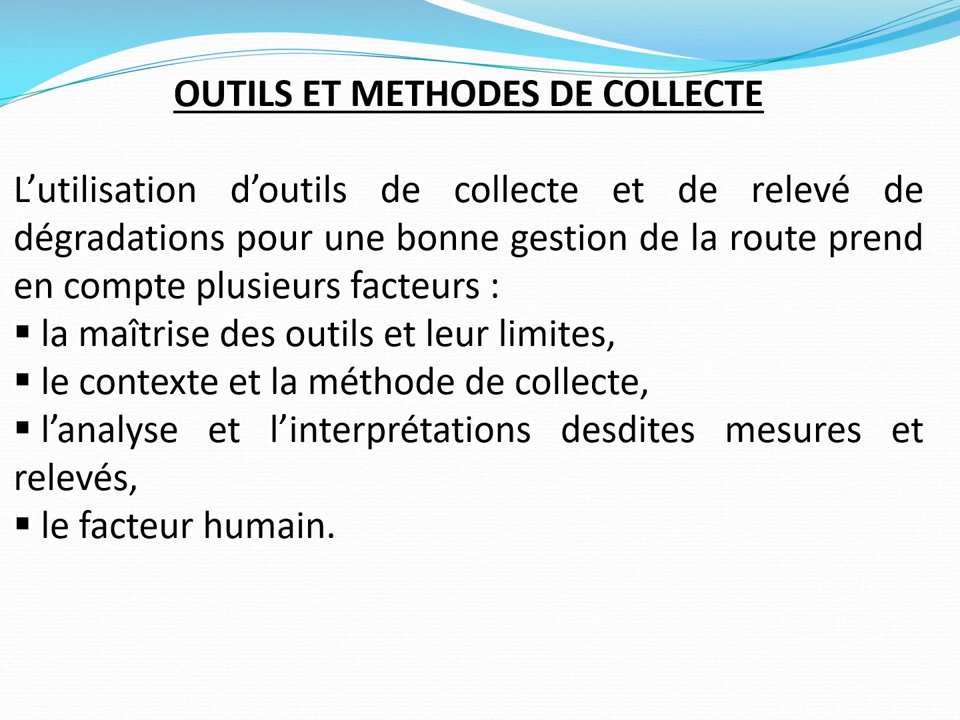 OUTILS ET METHODES DE COLLECTE
L’utilisation d’outils de collecte et de relevé de
dégradations pour une bonne gestion de la route prend
en compte plusieurs facteurs :
▪ la maîtrise des outils et leur limites,
▪ le contexte et la méthode de collecte,
▪ l’analyse et l’interprétations desdites mesures et
relevés,
▪ le facteur humain.